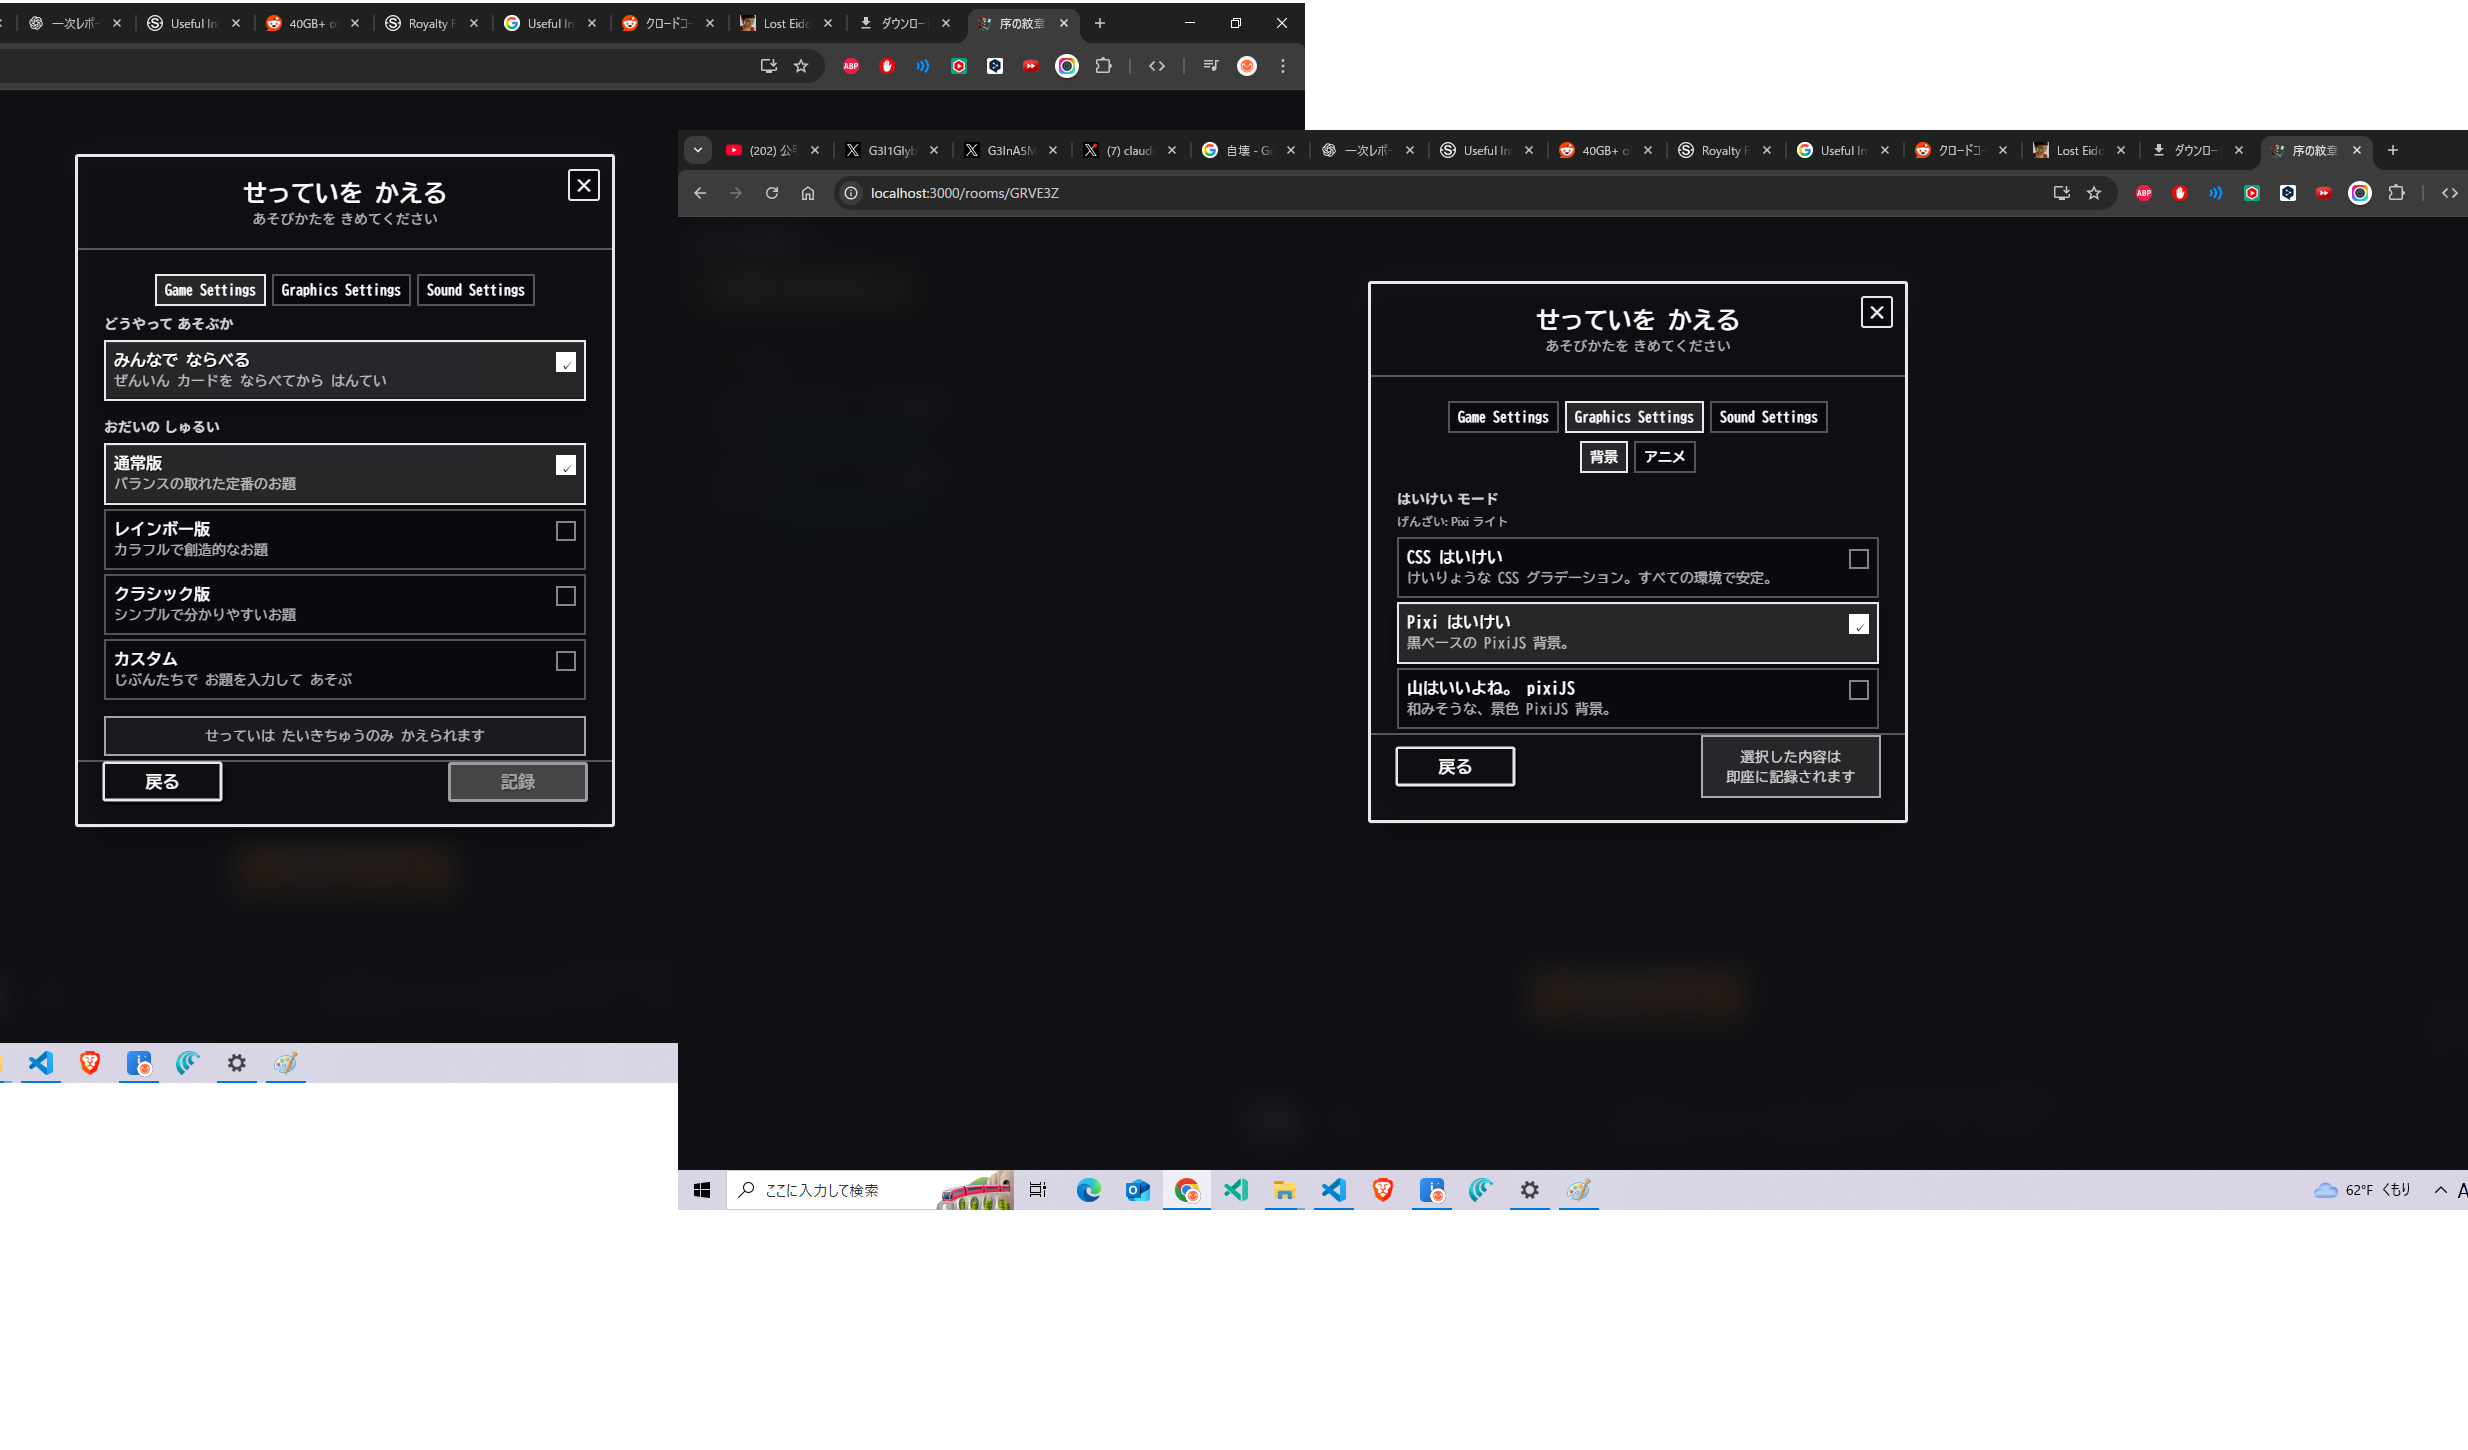 一次レポー
Useful In
40GB+ o
Royalty F
Useful In
クロードコー
Lost Eido
ダウンロード
序の紋章
ABP
せっていを かえる
あそびかたを きめてください
Game Settings
Graphics Settings
Sound Settings
どうやって あそぶか
みんなで ならべる
ぜんいん カードを ならべてから はんてい
おだいの しゅるい
通常版
バランスの取れた定番のお題
レインボー版
カラフルで創造的なお題
クラシック版
シンプルで分かりやすいお題
カスタム
じぶんたちで お題を入力して あそぶ
せっていは たいきちゅうのみ かえられます
戻る
記録
(202) 公
G3I1Glyb
G3InA5M
(7) claud
自壊 - Go
一次レポー
Useful In
40GB+ o
Royalty F
Useful In
クロードコー
Lost Eido
ダウンロード
序の紋章
localhost:3000/rooms/GRVE3Z
ABP
せっていを かえる
あそびかたを きめてください
Game Settings
Graphics Settings
Sound Settings
背景
アニメ
はいけい モード
げんざい: Pixi ライト
CSS はいけい
けいりょうな CSS グラデーション。すべての環境で安定。
Pixi はいけい
黒ベースの PixiJS 背景。
山はいいよね。 pixiJS
和みそうな、景色 PixiJS 背景。
戻る
選択した内容は
即座に記録されます
ここに入力して検索
62°F くもり
A